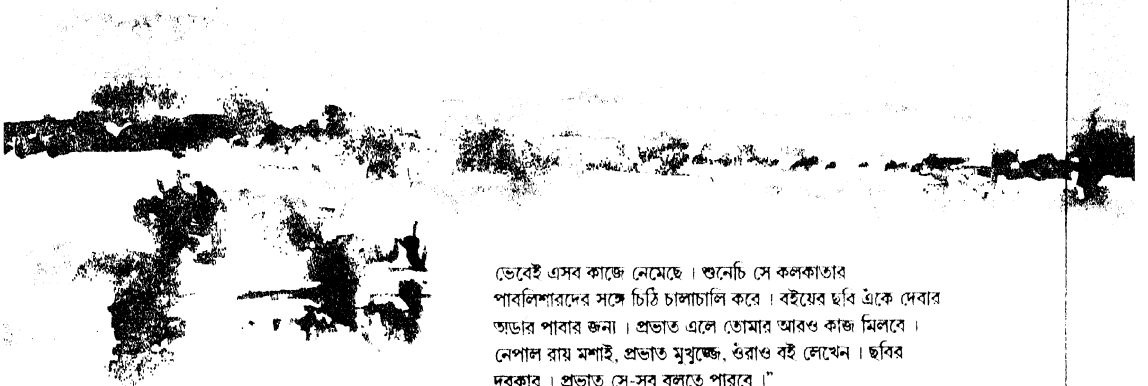 ভেবেই এসব কাজে নেমেছে । শুনেচি সে কলকাতার
পাবলিশারদের সঙ্গে চিঠি চালাচালি করে । বইয়ের ছবি এঁকে দেবার
অর্ডার পাবার জন্য । প্রভাত এলে তোমার আরও কাজ মিলবে ।
নেপাল রায় মশাই, প্রভাত মুখুজ্জে, ওঁরাও বই লেখেন । ছবির
দরকার । প্রভাত সে-সব বলতে পারবে ।”